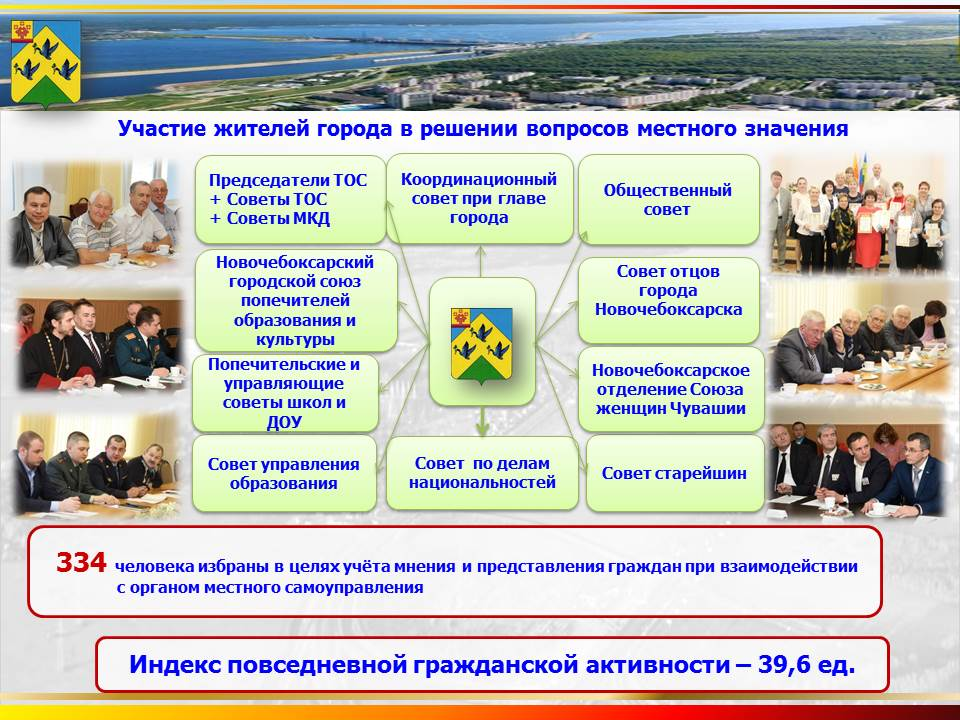 Участие жителей города в решении вопросов местного значения
Председатели ТОС
+ Советы ТОС
+ Советы МКД
Координационный
совет при главе
города
Общественный
совет
Новочебоксарский
городской союз
попечителей
образования и
культуры
Совет отцов
города
Новочебоксарска
Попечительские и
управляющие
советы школ и
ДОУ
Новочебоксарское
отделение Союза
женщин Чувашии
Совет управления
образования
Совет по делам
национальностей
Совет старейшин
334 человека избраны в целях учёта мнения и представления граждан при взаимодействии
с органом местного самоуправления
Индекс повседневной гражданской активности – 39,6 ед.